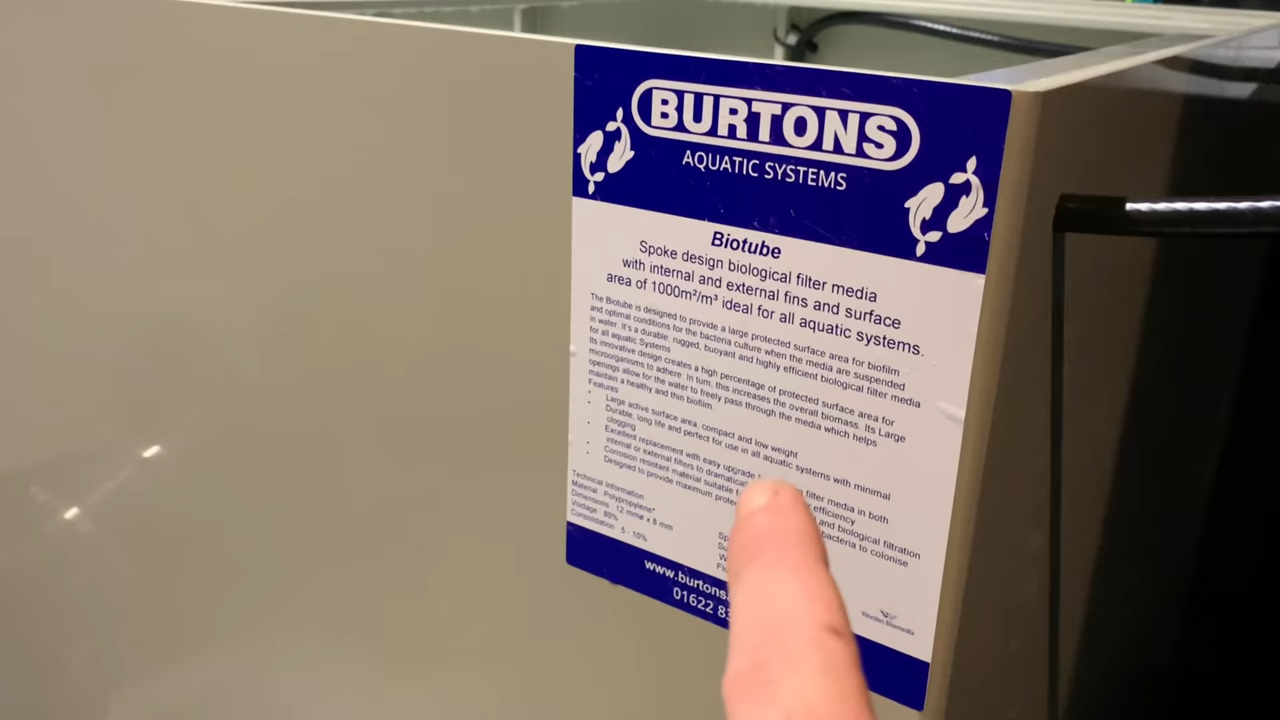 BURTONS
AQUATIC SYSTEMS
Biotube
Spoke design biological filter media
with internal and external fins and surface
area of 1000m²/m³ ideal for all aquatic systems.
The Biotube is designed to provide a large protected surface area for biofilm
and optimal conditions for the bacteria culture when the media are suspended
in water. It's a durable, rugged, buoyant and highly efficient biological filter media
for all aquatic Systems
Its innovative design creates a high percentage of protected surface area for
microorganisms to adhere. In turn, this increases the overall biomass. Its Large
openings allow for the water to freely pass through the media which helps
maintain a healthy and thin biofilm.
Features
• Large active surface area, compact and low weight
• Durable, long life and perfect for use in all aquatic systems with minimal
clogging
• Excellent replacement with easy upgrade filter media in both
internal or external filters to efficiency
• Corrosion resistant material suitable and biological filtration
• Designed to provide maximum bacteria to colonise
Technical Information
Material : Polypropylene*
Dimensions : 12 mmø x 8 mm
Voidage : 80%
Consolidation : 5 - 10%
www.burtons
01622 8
Warden Biomedia